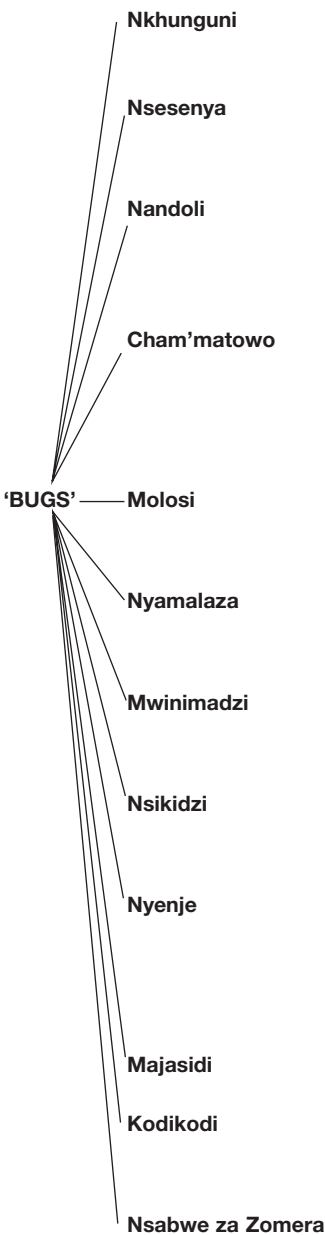 Nkhunguni
Nsesenya
Nandoli
Cham’matowo
‘BUGS’
Molosi
Nyamalaza
Mwinimadzi
Nsikidzi
Nyenje
Majasidi
Kodikodi
Nsabwe za Zomera